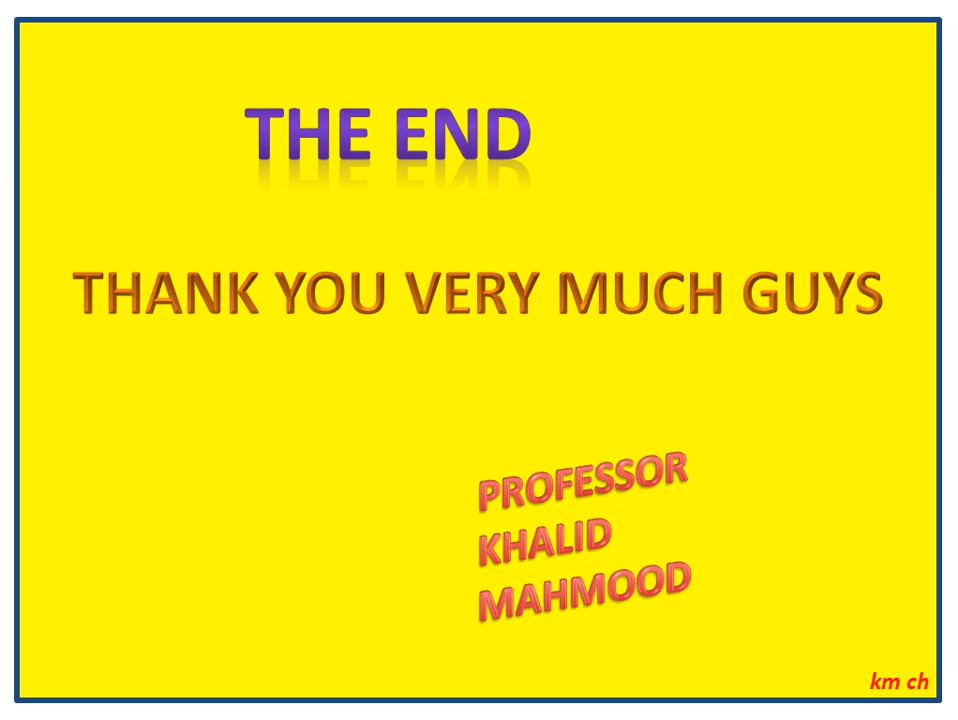 THE END
THANK YOU VERY MUCH GUYS
PROFESSOR
KHALID
MAHMOOD
km ch